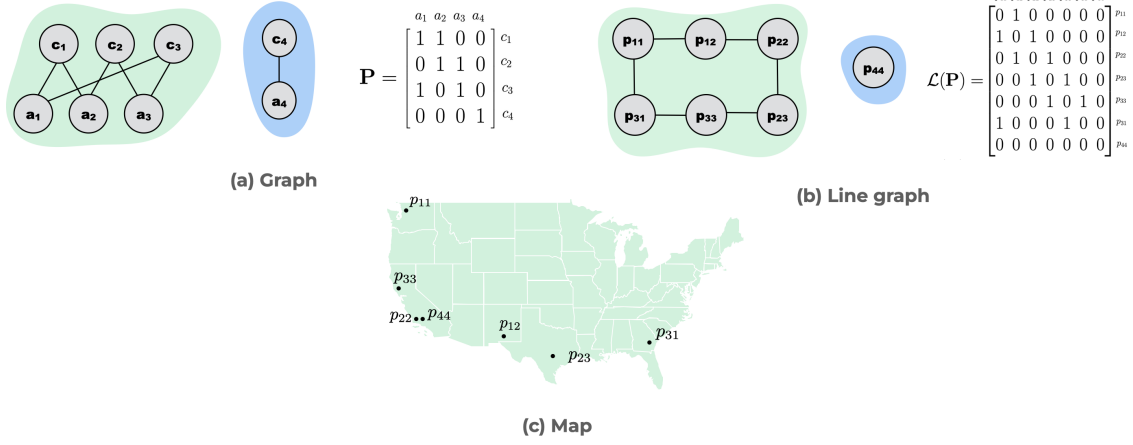 c1 c2 c3
a1 a2 a3
c4
a4
a1 a2 a3 a4
P =
1 1 0 0 c1
0 1 1 0 c2
1 0 1 0 c3
0 0 0 1 c4
(a) Graph
p11 p12 p22
p31 p33 p23
p44
L(P) =
0 1 0 0 0 0 0 p11
1 0 1 0 0 0 0 p12
0 1 0 1 0 0 0 p22
0 0 1 0 1 0 0 p23
0 0 0 1 0 1 0 p33
1 0 0 0 1 0 0 p31
0 0 0 0 0 0 0 p44
(b) Line graph
p11
p33
p22 p44
p12
p31
p23
(c) Map